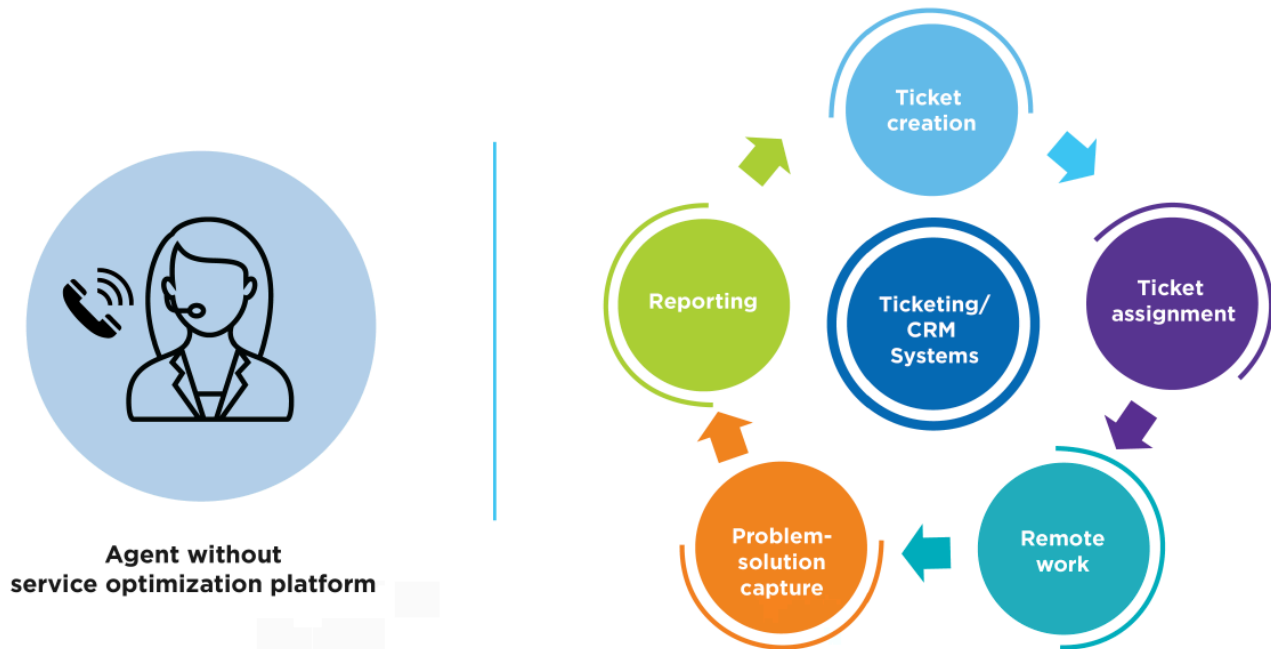 Agent without
service optimization platform
Ticket
creation
Ticket
assignment
Remote
work
Problem-
solution
capture
Reporting
Ticketing/
CRM
Systems